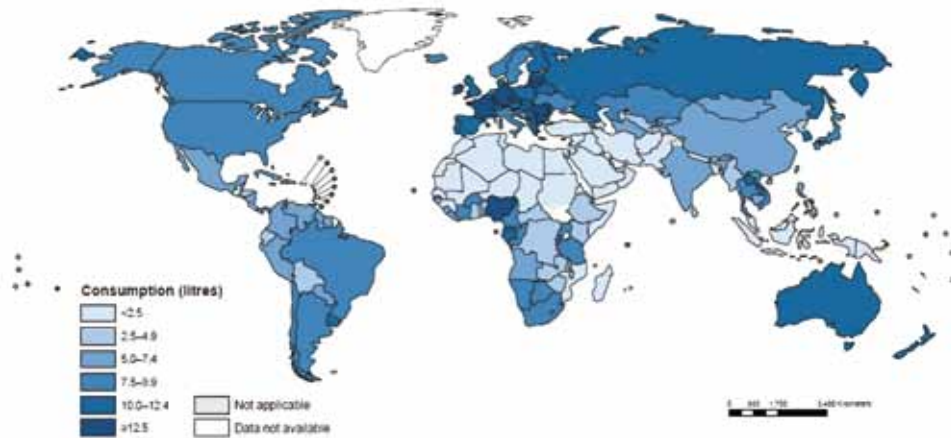 Consumption (litres)
<2.5
2.5–4.9
5.0–7.4
7.5–9.9
10.0–12.4
≥12.5
Not applicable
Data not available